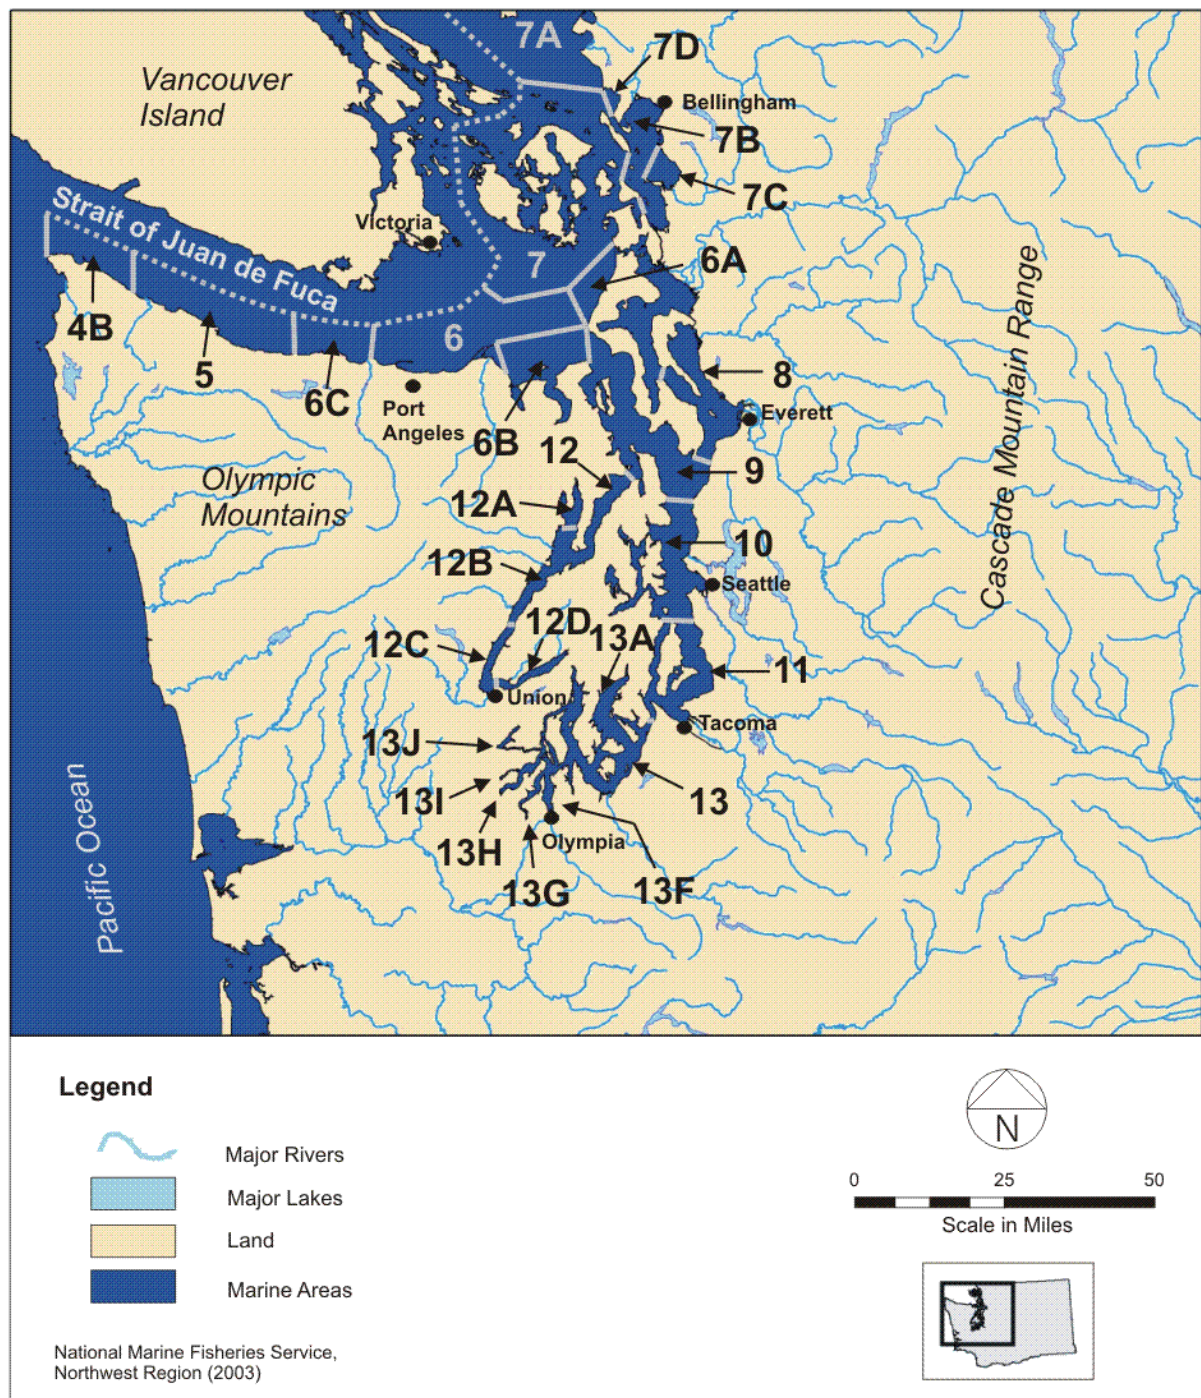 7A
7D
Vancouver
Island
Bellingham
7B
7C
Strait of Juan de Fuca
Victoria
7
6A
4B
5
6C
6
Port
Angeles
6B
8
Everett
Cascade Mountain Range
12
9
Olympic
Mountains
12A
10
12B
Seattle
12D
13A
12C
11
Union
Tacoma
13J
13I
13
13H
Olympia
13G
13F
Pacific Ocean
Legend
Major Rivers
Major Lakes
Land
Marine Areas
National Marine Fisheries Service,
Northwest Region (2003)
N
0 25 50
Scale in Miles